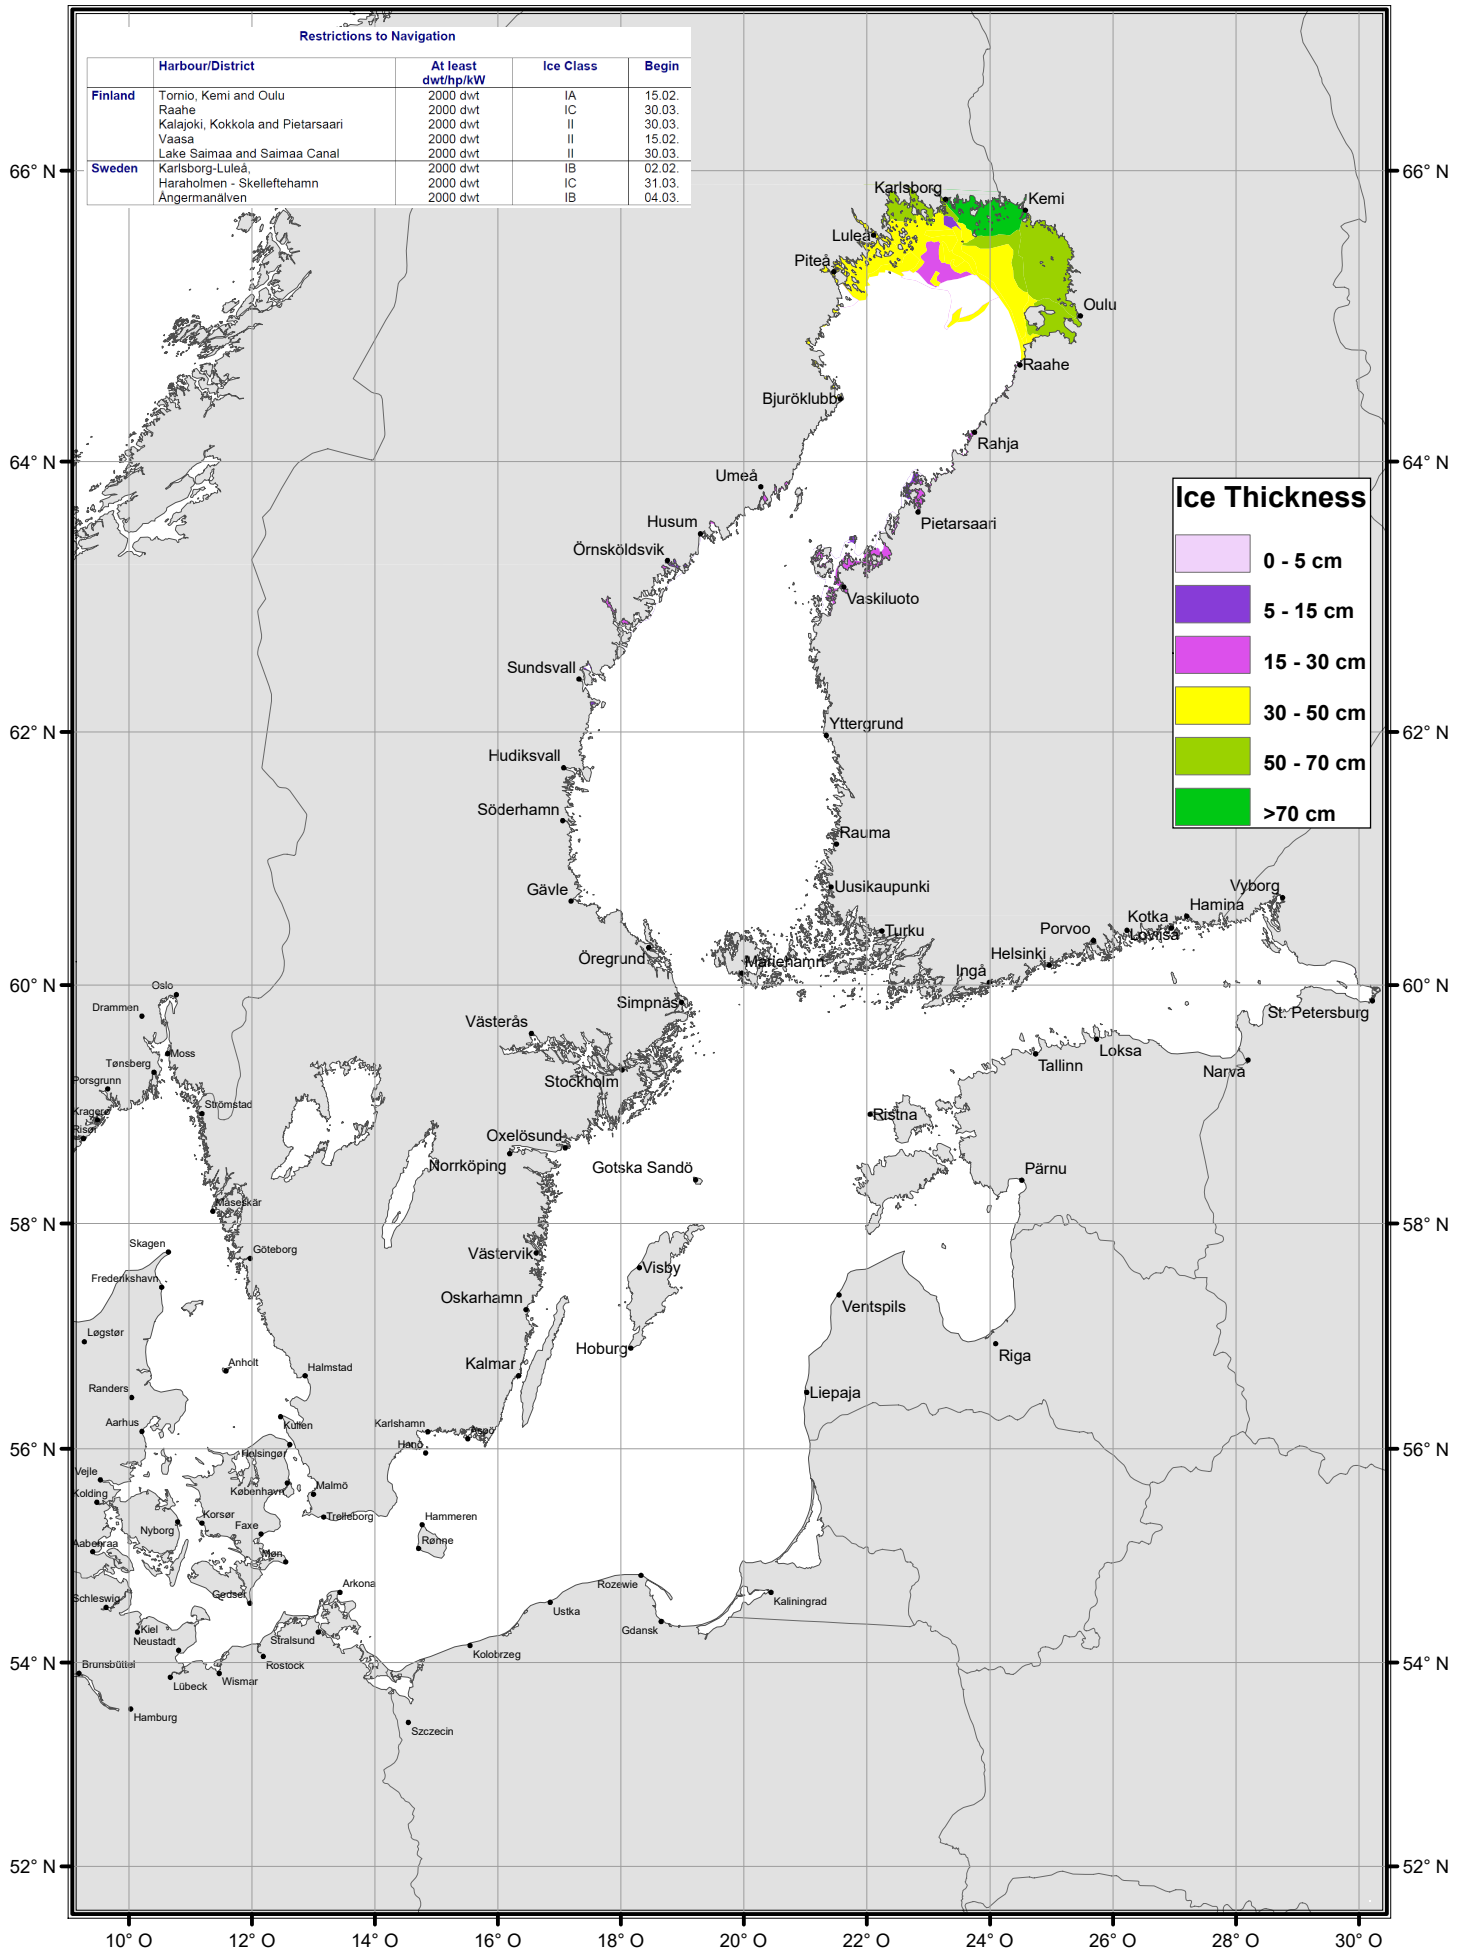 Restrictions to Navigation
Harbour/District At least dwt/hp/kW Ice Class Begin
Finland Tornio, Kemi and Oulu 2000 dwt IA 15.02.
Raahe 2000 dwt IC 30.03.
Kalajoki, Kokkola and Pietarsaari 2000 dwt II 30.03.
Vaasa 2000 dwt II 15.02.
Lake Saimaa and Saimaa Canal 2000 dwt II 30.03.
Sweden Karlsborg-Luleå, 2000 dwt IB 02.02.
Haraholmen - Skelleftehamn 2000 dwt IC 31.03.
Ångermanälven 2000 dwt IB 04.03.
66° N 66° N
Karlsborg
Kemi
Luleå
Piteå
Oulu
Raahe
Bjuröklubb
Rahja
64° N 64° N
Umeå
Ice Thickness
0 - 5 cm
5 - 15 cm
15 - 30 cm
30 - 50 cm
50 - 70 cm
>70 cm
Husum
Pietarsaari
Örnsköldsvik
Vaskiluoto
Sundsvall
Yttergrund
62° N 62° N
Hudiksvall
Söderhamn
Rauma
Gävle
Uusikaupunki
Vyborg
Hamina
Kotka
Lovisa
Porvoo
Turku
Helsinki
Öregrund
Mariehamn
Ingå
60° N 60° N
Oslo
Drammen
Simpnäs
St. Petersburg
Västerås
Moss
Tønsberg
Loksa
Tallinn
Narva
Porsgrunn
Stockholm
Kragerø
Strömstad
Ristna
Risør
Oxelösund
Norrköping
Gotska Sandö
Pärnu
Måseskär
58° N 58° N
Skagen
Göteborg
Västervik
Visby
Frederikshavn
Oskarhamn
Ventspils
Løgstør
Hoburg
Riga
Anholt
Halmstad
Kalmar
Randers
Liepaja
Aarhus
Kullen
Karlshamn
Hanö
56° N 56° N
Helsingør
Vejle
København
Malmö
Kolding
Korsør
Faxe
Trelleborg
Hammeren
Nyborg
Rønne
Aabenraa
Møn
Arkona
Rozewie
Schleswig
Gedser
Kaliningrad
Ustka
Kiel
Neustadt
Stralsund
Gdansk
Kolobrzeg
54° N 54° N
Brunsbüttel
Rostock
Lübeck
Wismar
Hamburg
Szczecin
52° N 52° N
10° O 12° O 14° O 16° O 18° O 20° O 22° O 24° O 26° O 28° O 30° O